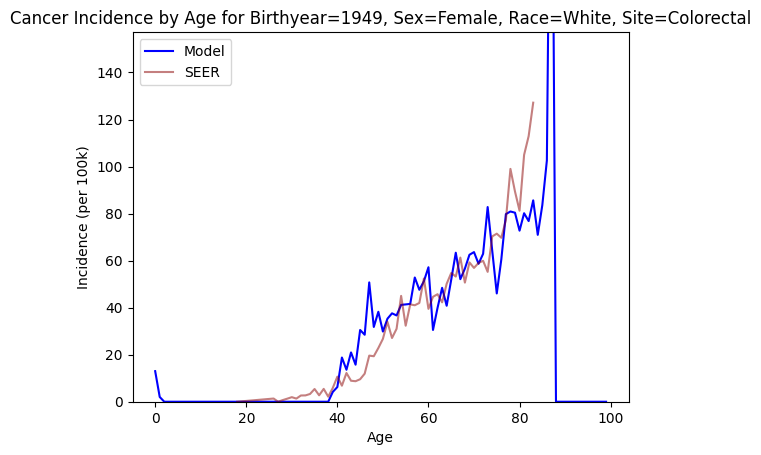 Cancer Incidence by Age for Birthyear=1949, Sex=Female, Race=White, Site=Colorectal
Model
SEER
Incidence (per 100k)
140
120
100
80
60
40
20
0
0 20 40 60 80 100
Age